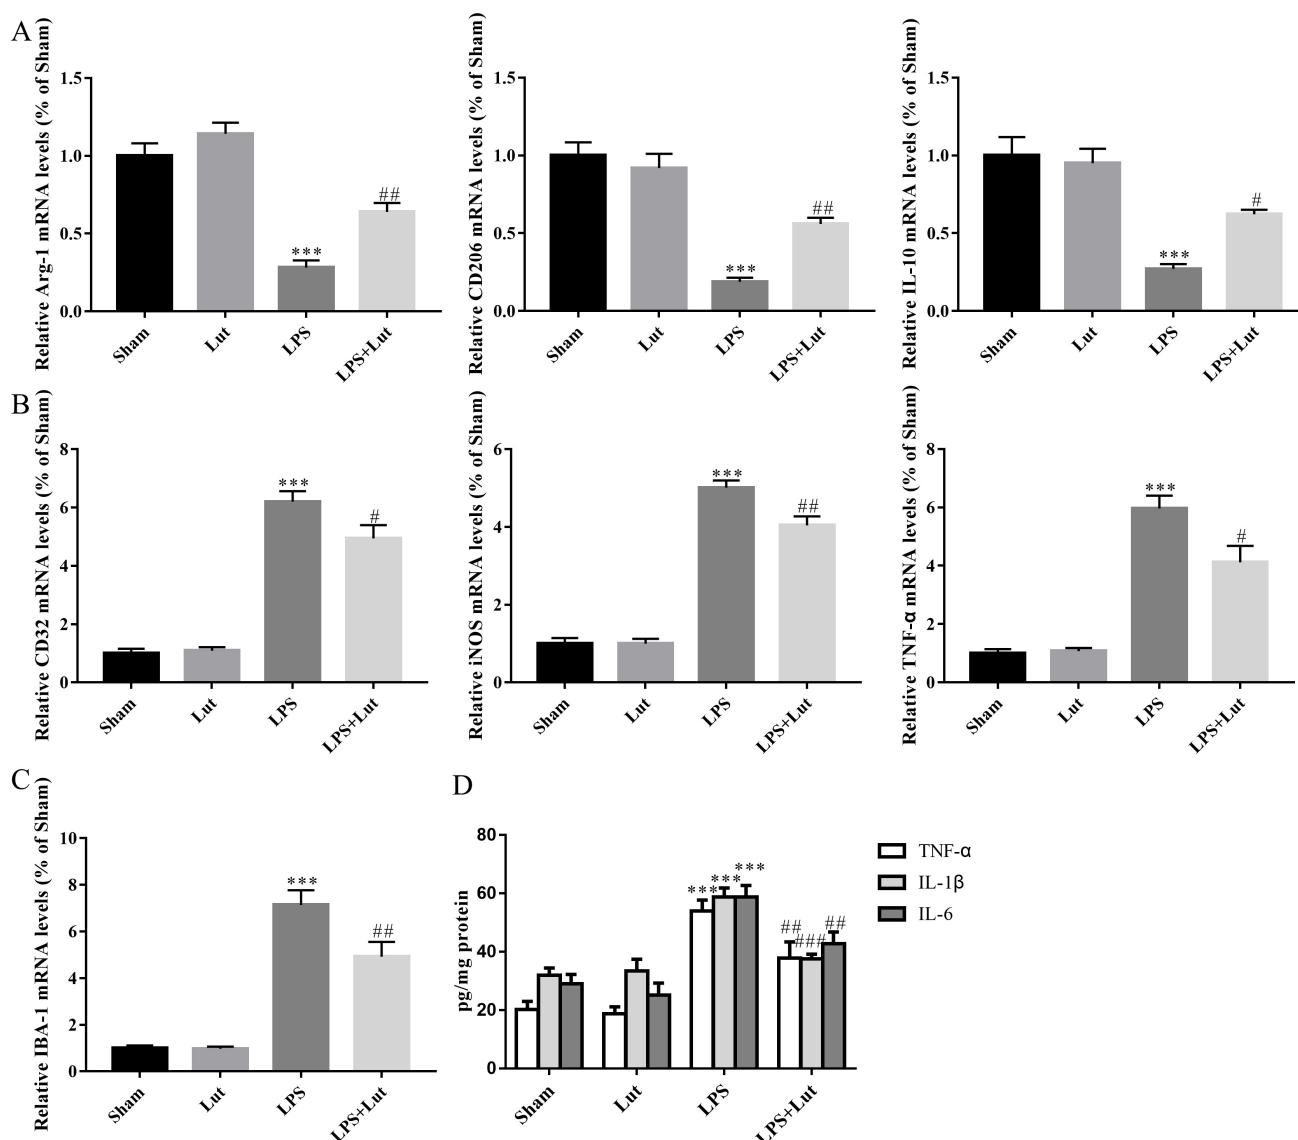 A
Relative Arg-1 mRNA levels (% of Sham)
1.5
1.0
0.5
0.0
##
***
Sham
Lut
LPS
LPS+Lut
Relative CD206 mRNA levels (% of Sham)
1.5
1.0
0.5
0.0
##
***
Sham
Lut
LPS
LPS+Lut
Relative IL-10 mRNA levels (% of Sham)
1.5
1.0
0.5
0.0
#
***
Sham
Lut
LPS
LPS+Lut
B
Relative CD32 mRNA levels (% of Sham)
8
6
4
2
0
***
#
Sham
Lut
LPS
LPS+Lut
Relative iNOS mRNA levels (% of Sham)
6
4
2
0
***
##
Sham
Lut
LPS
LPS+Lut
Relative TNF-α mRNA levels (% of Sham)
8
6
4
2
0
***
#
Sham
Lut
LPS
LPS+Lut
C
Relative IBA-1 mRNA levels (% of Sham)
10
8
6
4
2
0
***
##
Sham
Lut
LPS
LPS+Lut
D
pg/mg protein
80
60
40
20
0
***
***
***
##
###
##
Sham
Lut
LPS
LPS+Lut
TNF-α
IL-1β
IL-6